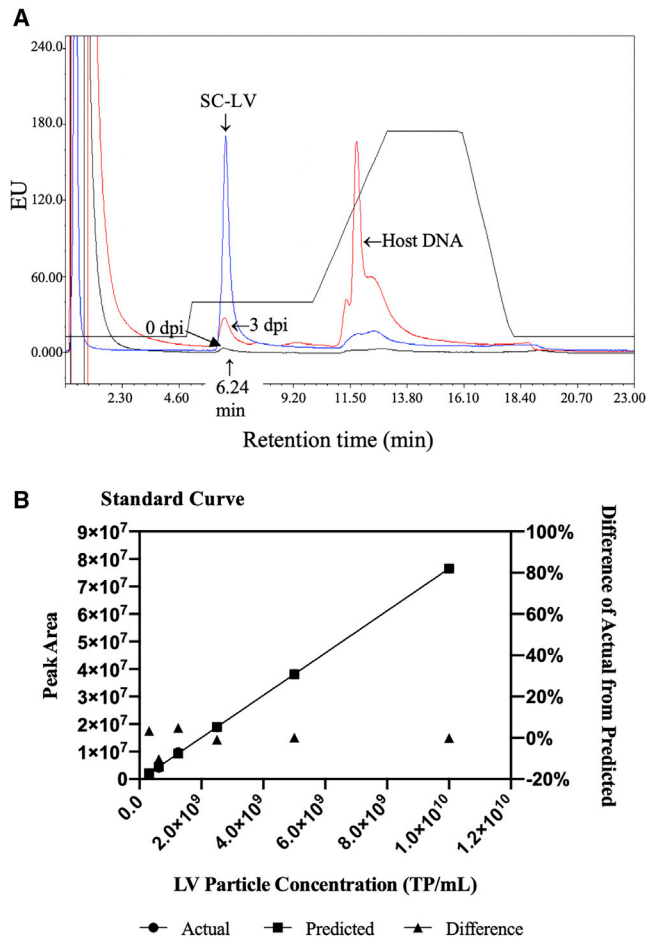 A
240.0
180.0
120.0
60.00
0.000
EU
SC-LV
↓
←Host DNA
0 dpi
←3 dpi
↑
6.24
min
2.30 4.60 9.20 11.50 13.80 16.10 18.40 20.70 23.00
Retention time (min)
B
Standard Curve
9×10⁷ 100%
8×10⁷ 80%
7×10⁷ 60%
6×10⁷
5×10⁷ 40%
4×10⁷ 20%
3×10⁷
2×10⁷ 0%
1×10⁷
0 -20%
Peak Area
Difference of Actual from Predicted
0.0 2.0×10⁹ 4.0×10⁹ 6.0×10⁹ 8.0×10⁹ 1.0×10¹⁰ 1.2×10¹⁰
LV Particle Concentration (TP/mL)
Actual Predicted Difference